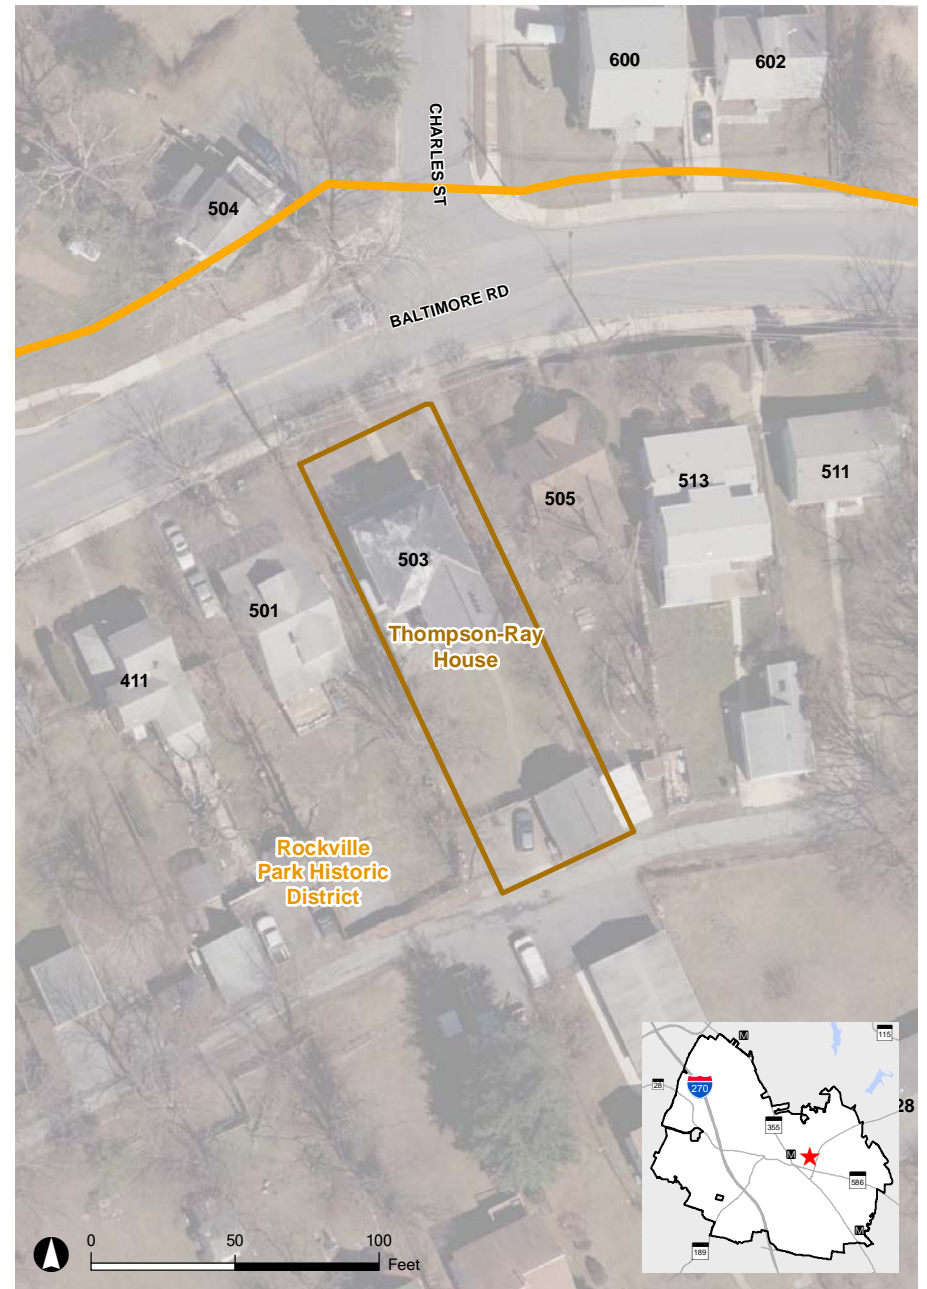 600
602
CHARLES ST
504
BALTIMORE RD
513
511
505
503
501
Thompson-Ray
House
411
Rockville
Park Historic
District
M
115
270
28
28
355
M
586
M
189
0
50
100
Feet